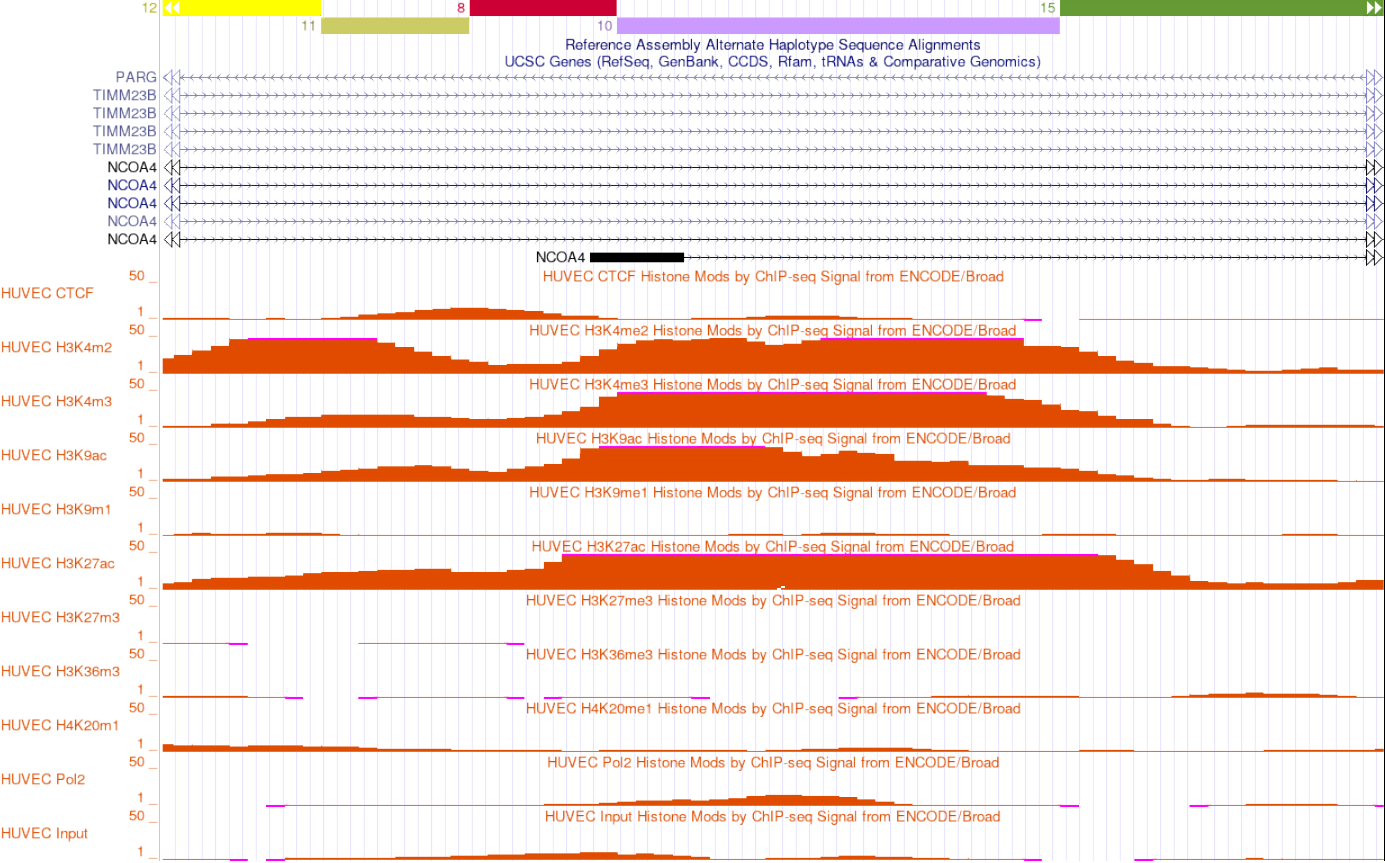 12 8 15
11 10
Reference Assembly Alternate Haplotype Sequence Alignments
UCSC Genes (RefSeq, GenBank, CCDS, Rfam, tRNAs & Comparative Genomics)
PARG
TIMM23B
TIMM23B
TIMM23B
TIMM23B
NCOA4
NCOA4
NCOA4
NCOA4
NCOA4
NCOA4
50 _ HUVEC CTCF Histone Mods by ChIP-seq Signal from ENCODE/Broad
HUVEC CTCF
1 _
50 _ HUVEC H3K4me2 Histone Mods by ChIP-seq Signal from ENCODE/Broad
HUVEC H3K4m2
1 _
50 _ HUVEC H3K4me3 Histone Mods by ChIP-seq Signal from ENCODE/Broad
HUVEC H3K4m3
1 _
50 _ HUVEC H3K9ac Histone Mods by ChIP-seq Signal from ENCODE/Broad
HUVEC H3K9ac
1 _
50 _ HUVEC H3K9me1 Histone Mods by ChIP-seq Signal from ENCODE/Broad
HUVEC H3K9m1
1 _
50 _ HUVEC H3K27ac Histone Mods by ChIP-seq Signal from ENCODE/Broad
HUVEC H3K27ac
1 _
50 _ HUVEC H3K27me3 Histone Mods by ChIP-seq Signal from ENCODE/Broad
HUVEC H3K27m3
1 _
50 _ HUVEC H3K36me3 Histone Mods by ChIP-seq Signal from ENCODE/Broad
HUVEC H3K36m3
1 _
50 _ HUVEC H4K20me1 Histone Mods by ChIP-seq Signal from ENCODE/Broad
HUVEC H4K20m1
1 _
50 _ HUVEC Pol2 Histone Mods by ChIP-seq Signal from ENCODE/Broad
HUVEC Pol2
1 _
50 _ HUVEC Input Histone Mods by ChIP-seq Signal from ENCODE/Broad
HUVEC Input
1 _